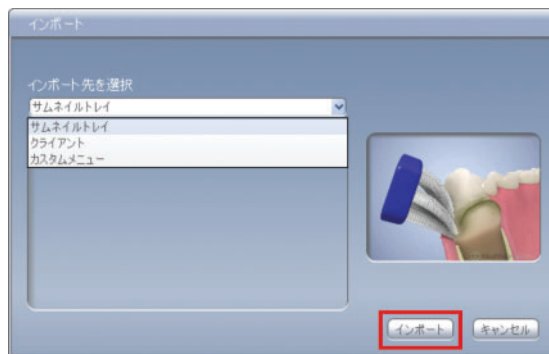 インポート
インポート先を選択
サムネイルトレイ
サムネイルトレイ
クライアント
カスタムメニュー
インポート
キャンセル